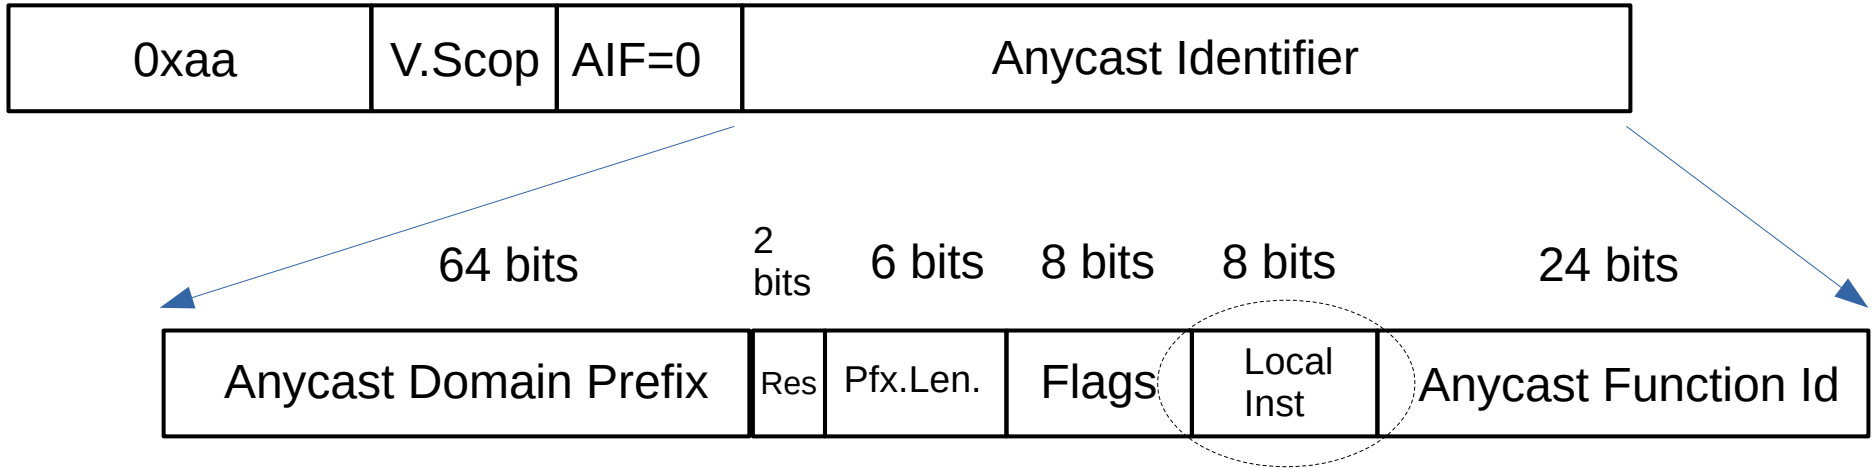 0xaa
V.Scop
AIF=0
Anycast Identifier
64 bits
2
bits
6 bits
8 bits
8 bits
24 bits
Anycast Domain Prefix
Res
Pfx.Len.
Flags
Local
Inst
Anycast Function Id